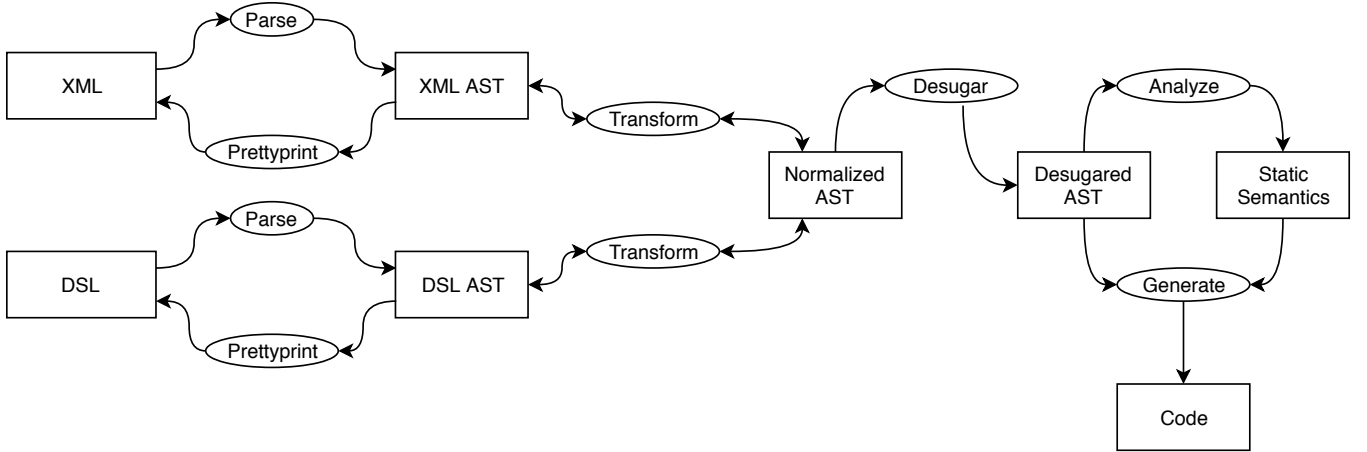 Parse
XML
XML AST
Prettyprint
Transform
Parse
DSL
DSL AST
Prettyprint
Transform
Normalized
AST
Desugar
Desugared
AST
Analyze
Static
Semantics
Generate
Code